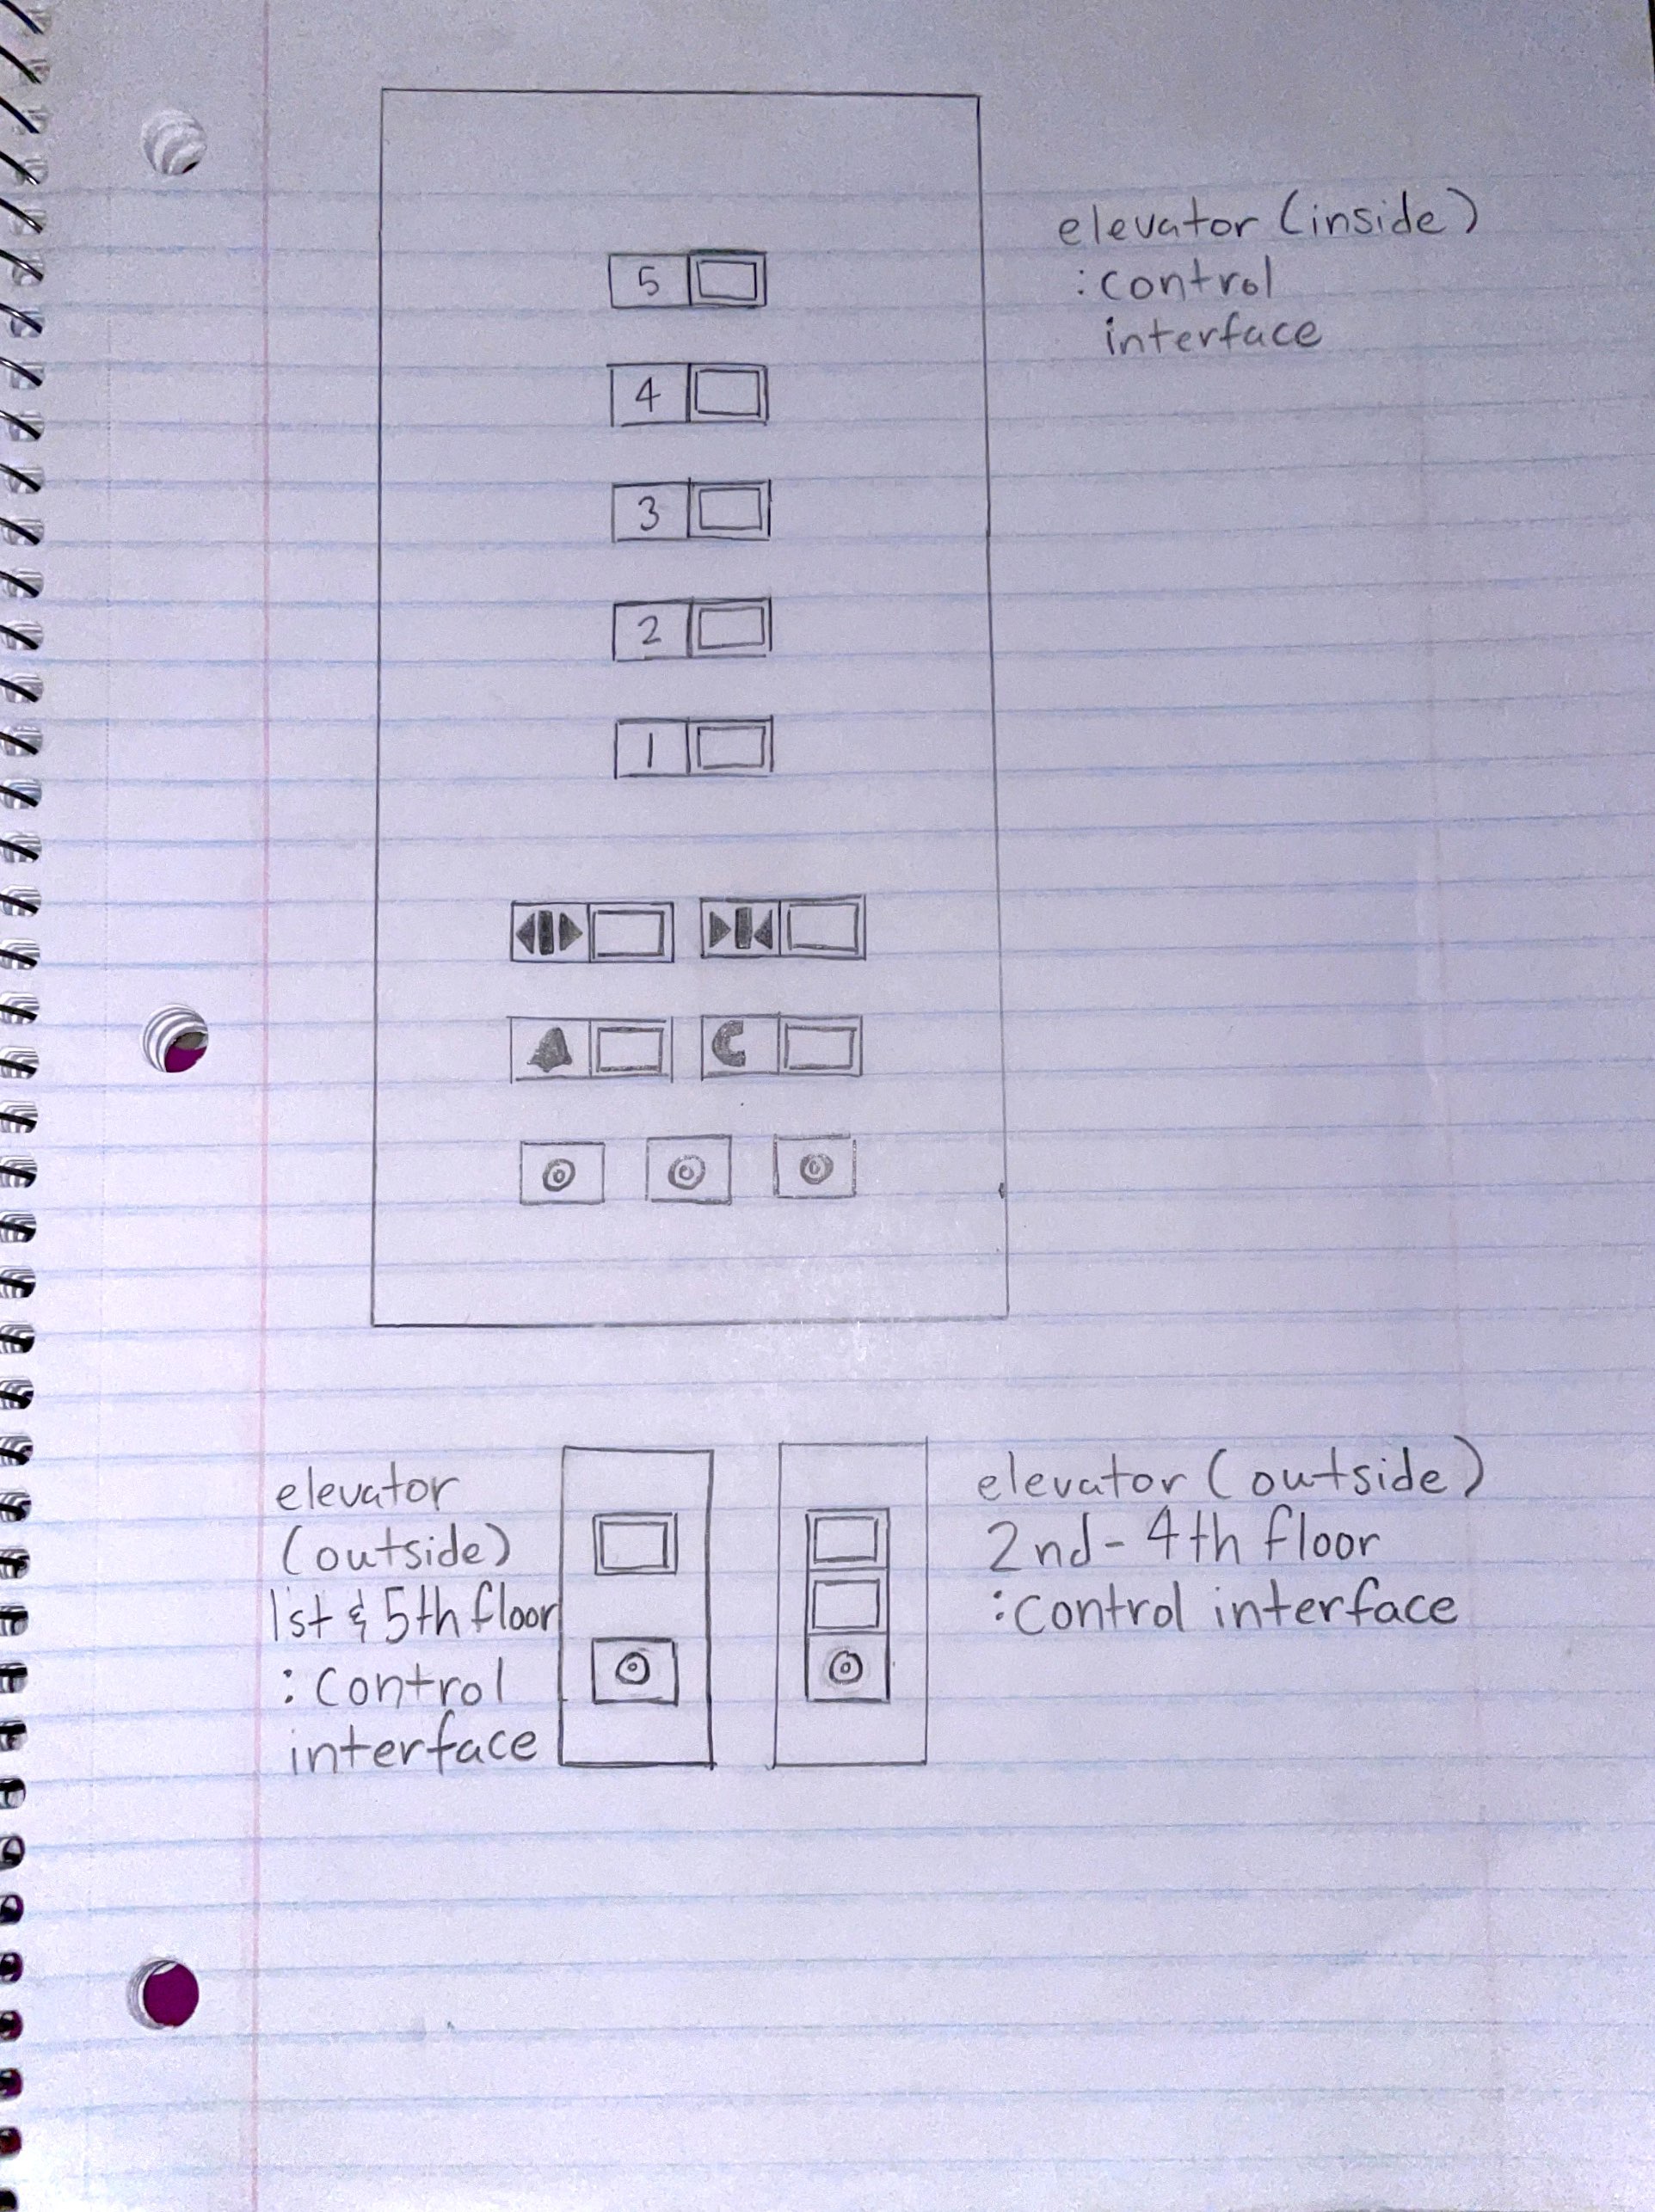 elevator (inside)
: control
interface
5
4
3
2
1
elevator
(outside)
1st & 5th floor
: control
interface
elevator (outside)
2nd - 4th floor
: control interface